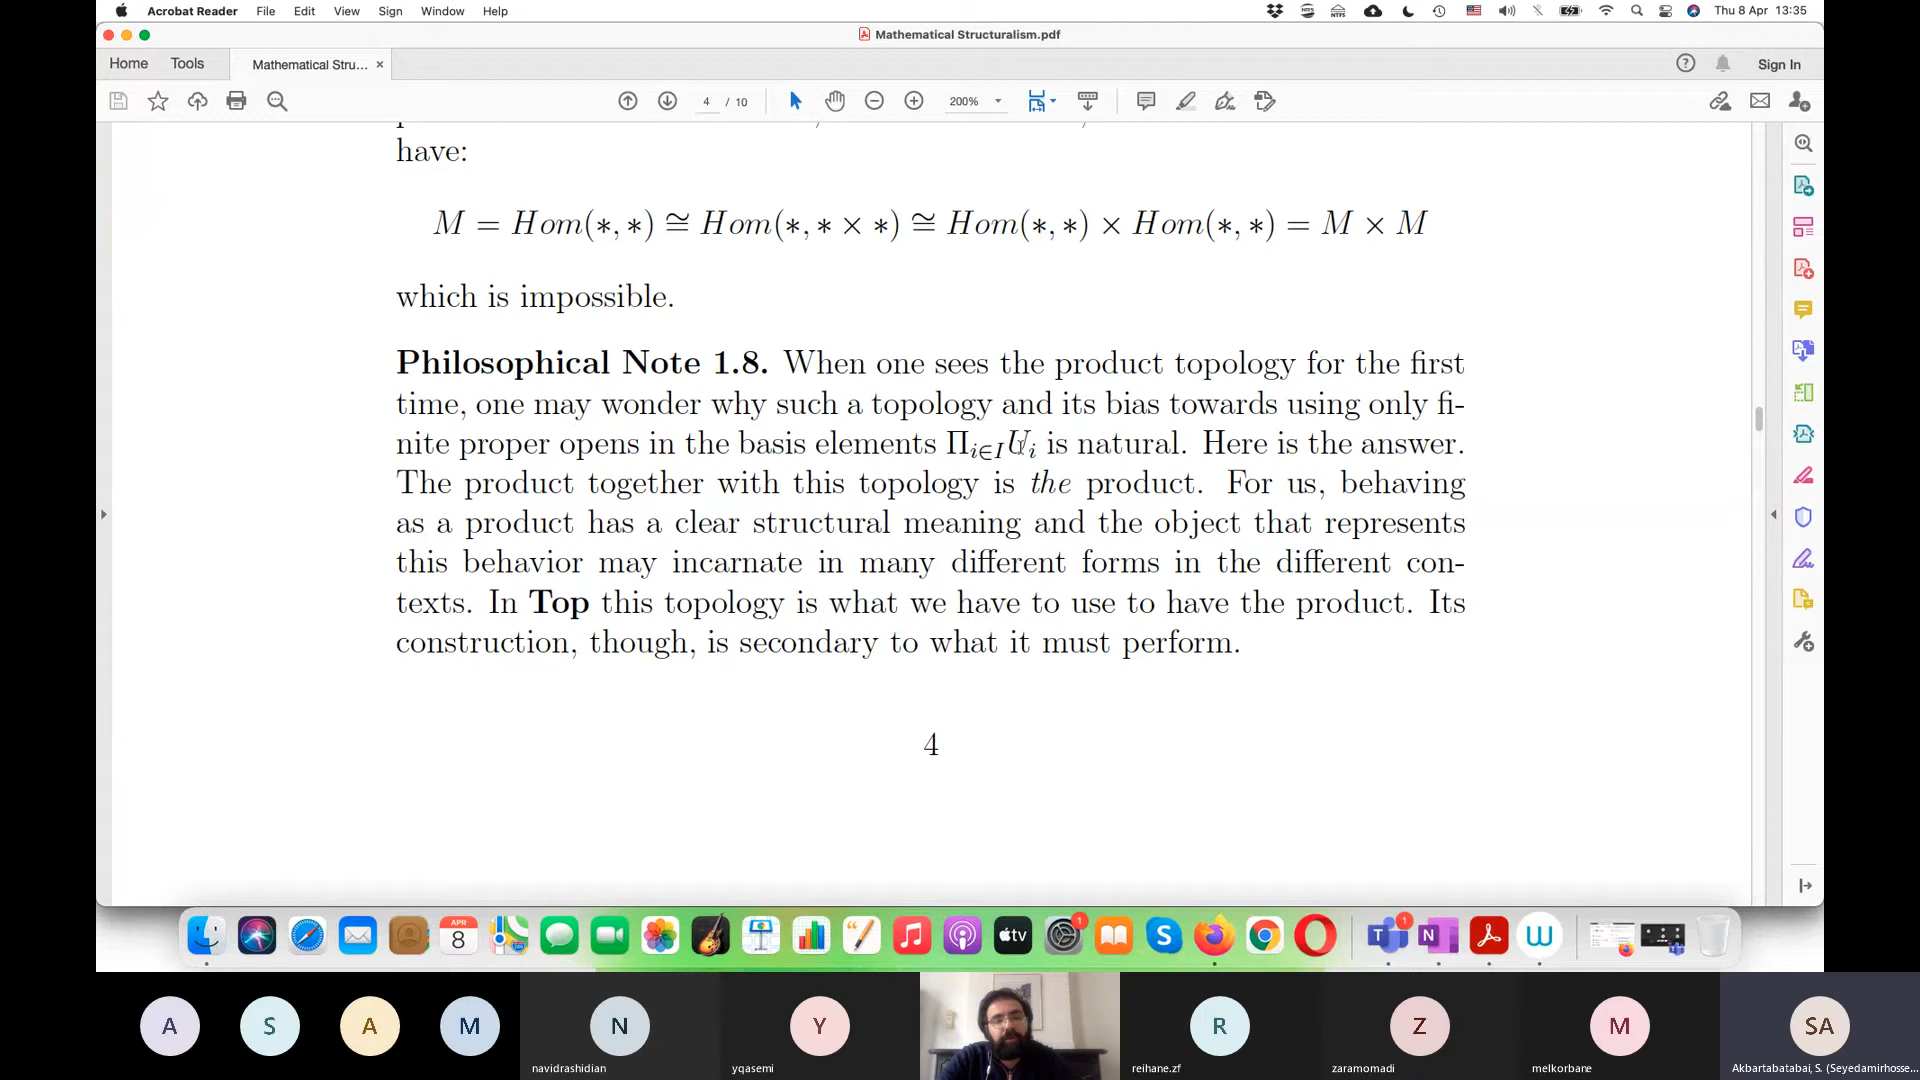 Acrobat Reader File Edit View Sign Window Help Thu 8 Apr 13:35
Mathematical Structuralism.pdf
Home Tools Mathematical Stru... × Sign In
4 / 10 200%
have:
M = Hom(∗, ∗) ≅ Hom(∗, ∗ × ∗) ≅ Hom(∗, ∗) × Hom(∗, ∗) = M × M
which is impossible.
Philosophical Note 1.8. When one sees the product topology for the first
time, one may wonder why such a topology and its bias towards using only fi-
nite proper opens in the basis elements Π_{i∈I}U_i is natural. Here is the answer.
The product together with this topology is the product. For us, behaving
as a product has a clear structural meaning and the object that represents
this behavior may incarnate in many different forms in the different con-
texts. In Top this topology is what we have to use to have the product. Its
construction, though, is secondary to what it must perform.
4
APR
8
tv
1
S
1
T
N
W
A S A M N Y R Z M SA
navidrashidian yqasemi reihane.zf zaramomadi melkorbane Akbartabatabai, S. (Seyedamirhosse...